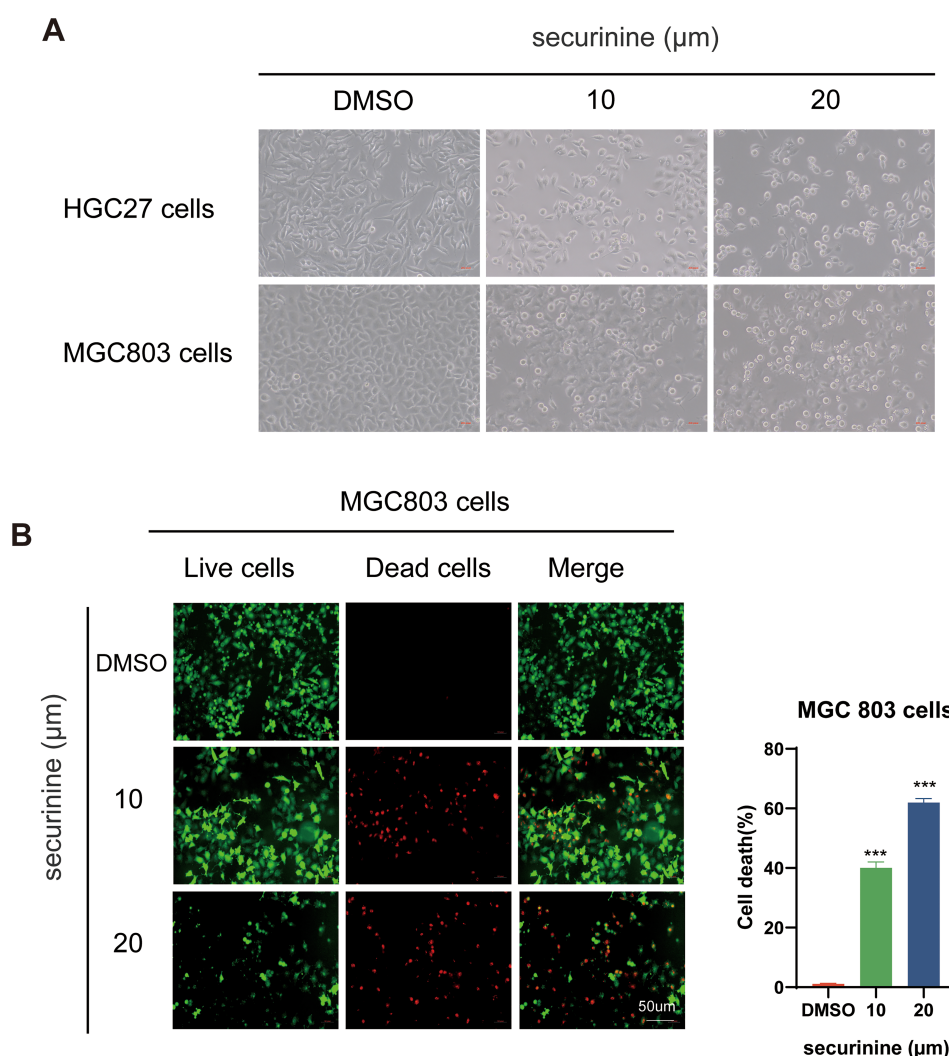 A
securinine (μm)
DMSO 10 20
HGC27 cells
MGC803 cells
MGC803 cells
B
Live cells Dead cells Merge
securinine (μm)
DMSO
10
20
50um
MGC 803 cells
Cell death(%)
80
60
40
20
0
***
***
DMSO 10 20
securinine (μm)